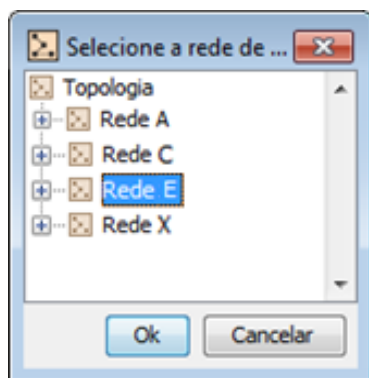 Selecione a rede de ...
Topologia
Rede A
Rede C
Rede E
Rede X
Ok
Cancelar